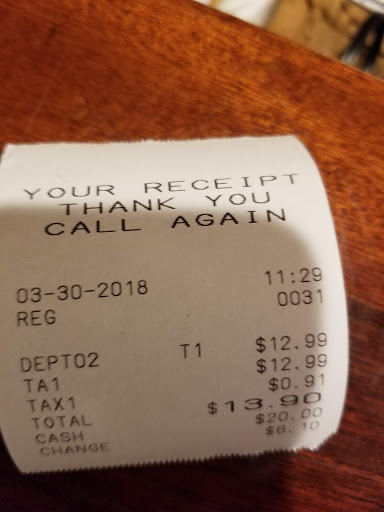 YOUR RECEIPT
THANK YOU
CALL AGAIN
03-30-2018 11:29
REG 0031
DEPT02 T1 $12.99
TA1 $12.99
TAX1 $0.91
TOTAL $13.90
CASH $20.00
CHANGE $6.10